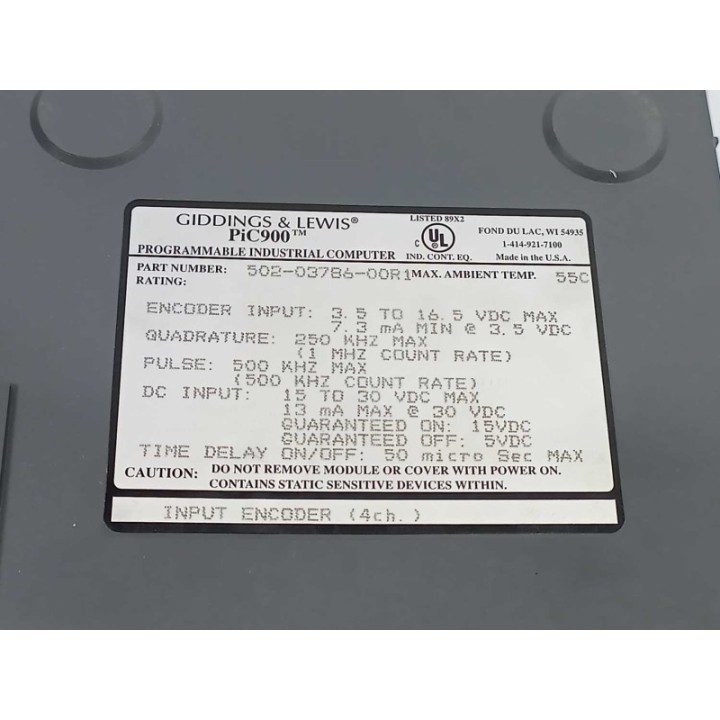 GIDDINGS & LEWIS®
PiC900™
PROGRAMMABLE INDUSTRIAL COMPUTER
LISTED 89X2
C UL
IND. CONT. EQ.
FOND DU LAC, WI 54935
1-414-921-7100
Made in the U.S.A.
PART NUMBER: 502-03786-00R1 MAX. AMBIENT TEMP. 55C
RATING:
ENCODER INPUT: 3.5 TO 16.5 VDC MAX
7.3 mA MIN @ 3.5 VDC
QUADRATURE: 250 KHZ MAX
(1 MHZ COUNT RATE)
PULSE: 500 KHZ MAX
(500 KHZ COUNT RATE)
DC INPUT: 15 TO 30 VDC MAX
13 mA MAX @ 30 VDC
GUARANTEED ON: 15VDC
GUARANTEED OFF: 5VDC
TIME DELAY ON/OFF: 50 micro Sec MAX
CAUTION: DO NOT REMOVE MODULE OR COVER WITH POWER ON.
CONTAINS STATIC SENSITIVE DEVICES WITHIN.
INPUT ENCODER (4ch.)